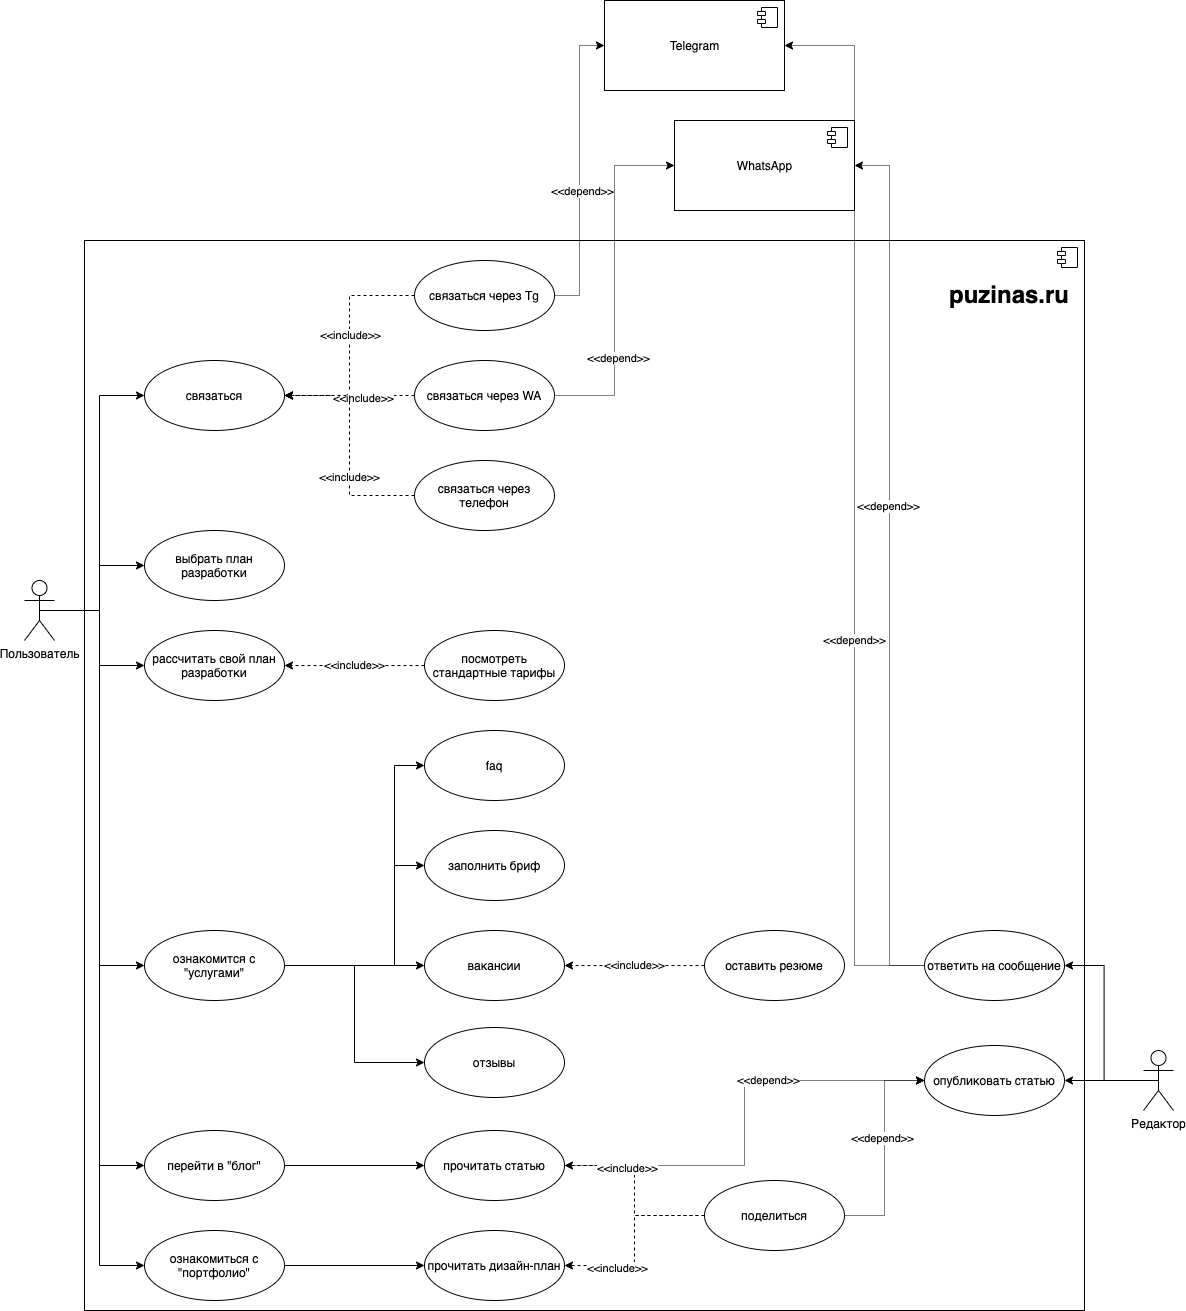 Telegram
WhatsApp
<<depend>>
puzinas.ru
связаться через Tg
<<include>>
<<depend>>
связаться
<<include>>
связаться через WA
<<include>>
связаться через
телефон
<<depend>>
выбрать план
разработки
<<depend>>
Пользователь
рассчитать свой план
разработки
<<include>>
посмотреть
стандартные тарифы
faq
заполнить бриф
ознакомится с
"услугами"
вакансии
<<include>>
оставить резюме
ответить на сообщение
отзывы
<<depend>>
опубликовать статью
Редактор
<<depend>>
перейти в "блог"
прочитать статью
<<include>>
поделиться
ознакомиться с
"портфолио"
прочитать дизайн-план
<<include>>